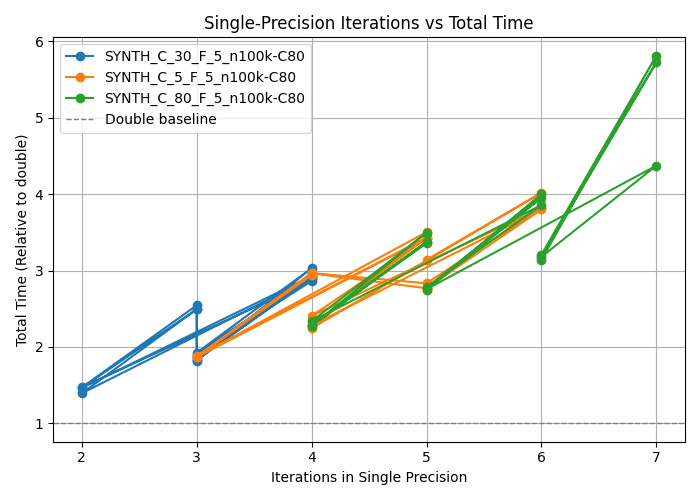 Single-Precision Iterations vs Total Time
Total Time (Relative to double)
6
5
4
3
2
1
SYNTH_C_30_F_5_n100k-C80
SYNTH_C_5_F_5_n100k-C80
SYNTH_C_80_F_5_n100k-C80
Double baseline
2 3 4 5 6 7
Iterations in Single Precision